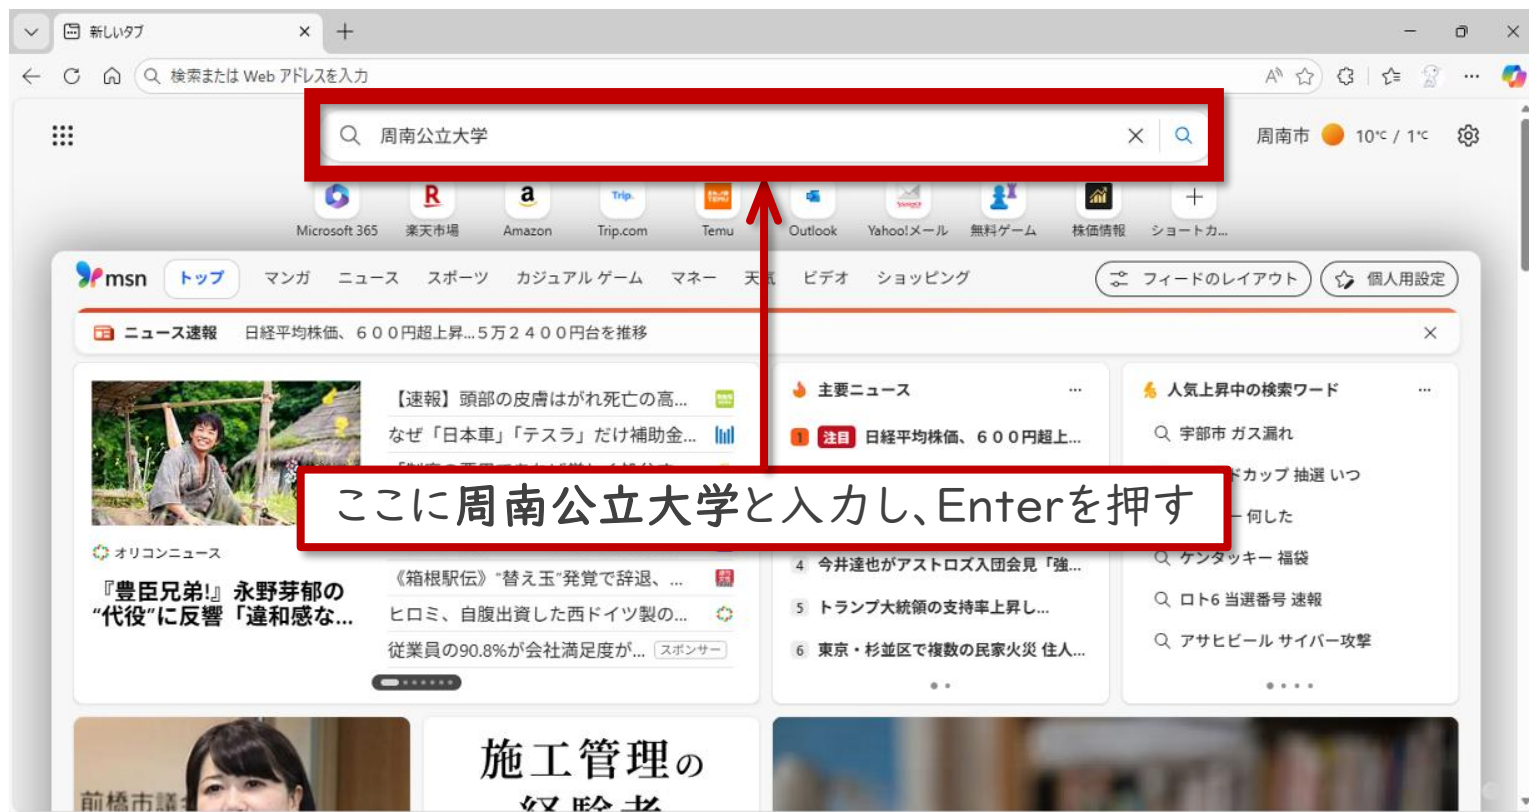 新しいタブ
検索または Web アドレスを入力
周南公立大学
周南市 10℃ / 1℃
Microsoft 365 楽天市場 Amazon Trip.com Temu Outlook Yahoo!メール 無料ゲーム 株価情報 ショートカ...
msn トップ マンガ ニュース スポーツ カジュアル ゲーム マネー 天気 ビデオ ショッピング フィードのレイアウト 個人用設定
ニュース速報 日経平均株価、６００円超上昇...５万２４００円台を推移
【速報】頭部の皮膚はがれ死亡の高...
なぜ「日本車」「テスラ」だけ補助金...
ここに周南公立大学と入力し、Enterを押す
オリコンニュース
『豊臣兄弟!』永野芽郁の
“代役”に反響「違和感な...
《箱根駅伝》“替え玉”発覚で辞退、...
ヒロミ、自腹出資した西ドイツ製の...
従業員の90.8%が会社満足度が... スポンサー
主要ニュース
1 注目 日経平均株価、６００円超上...
4 今井達也がアストロズ入団会見「強...
5 トランプ大統領の支持率上昇し...
6 東京・杉並区で複数の民家火災 住人...
人気上昇中の検索ワード
宇部市 ガス漏れ
ドカップ 抽選 いつ
ー 何した
ケンタッキー 福袋
ロト6 当選番号 速報
アサヒビール サイバー攻撃
前橋市議
施工管理の
経験者